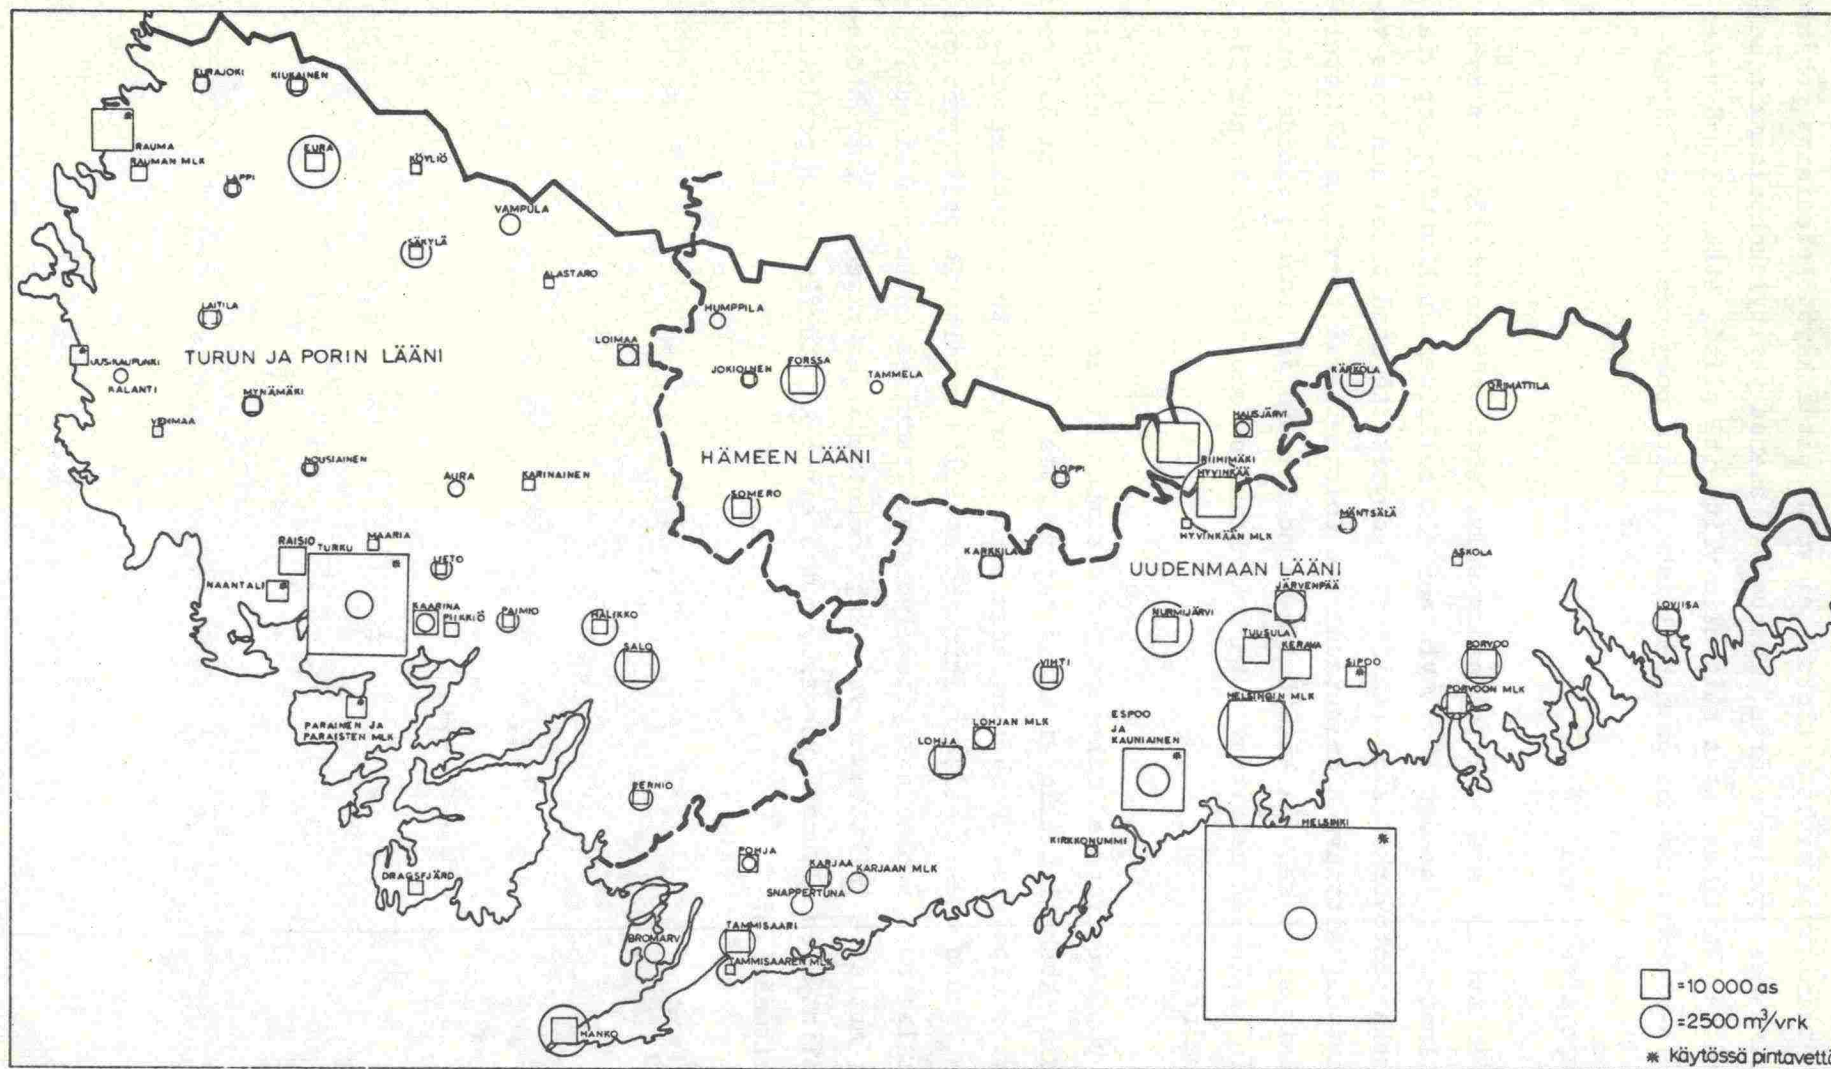 EURAJOKI
KIUKAINEN
RAUMA
RAUMAN MLK
LAPPI
EURA
KÖYLIÖ
VAMPULA
SÄKYLÄ
ALASTARO
LAITILA
UUSIKAUPUNKI
KALANTI
TURUN JA PORIN LÄÄNI
LOIMAA
MYNÄMÄKI
VEHMAA
NOUSIAINEN
AURA
KARINAINEN
HUMPPILA
JOKIOINEN
FORSSA
TAMMELA
HÄMEEN LÄÄNI
SOMERO
LOPPI
RIIHIMÄKI
HAUSJÄRVI
KÄRKÖLA
ORIMATTILA
HYVINKÄÄ
HYVINKÄÄN MLK
MÄNTSÄLÄ
ASKOLA
KARKKILA
UUDENMAAN LÄÄNI
JÄRVENPÄÄ
NURMIJÄRVI
TUUSULA
KERAVA
SIPOO
PORVOO
PORVOON MLK
LOVIISA
RAISIO
TURKU
*
MAARIA
LIETO
NAANTALI
*
KAARINA
PIIKKIÖ
PAIMIO
HALIKKO
SALO
PARAINEN JA
PARAISTEN MLK
PERNIÖ
DRAGSFJÄRD
VIHTI
LOHJA
LOHJAN MLK
ESPOO
JA
KAUNIAINEN
*
HELSINGIN MLK
HELSINKI
*
KIRKKONUMMI
POHJA
KARJAA
KARJAAN MLK
SNAPPERTUNA
TAMMISAARI
TAMMISAAREN MLK
BROMARV
HANKO
=10 000 as
=2500 m³/vrk
* käytössä pintavettä